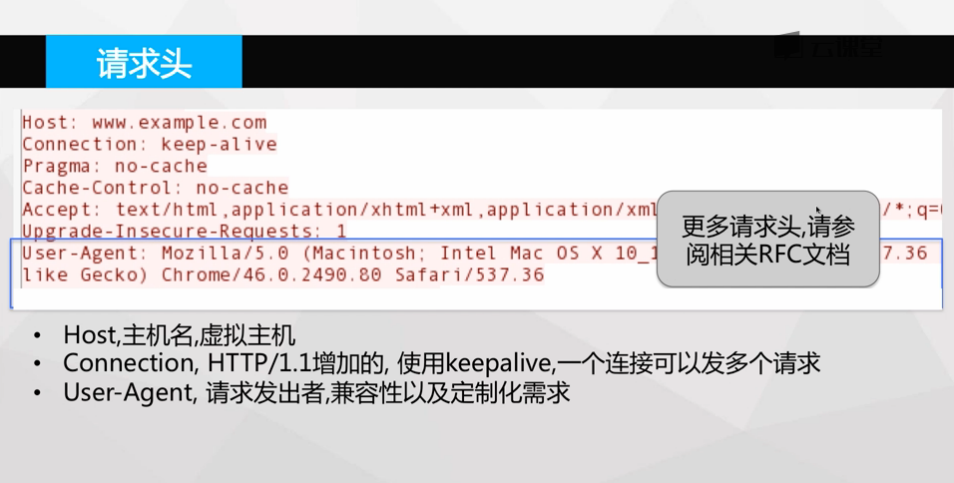 云课堂
请求头
Host: www.example.com
Connection: keep-alive
Pragma: no-cache
Cache-Control: no-cache
Accept: text/html,application/xhtml+xml,application/xml /*;q=
Upgrade-Insecure-Requests: 1
User-Agent: Mozilla/5.0 (Macintosh; Intel Mac OS X 10_ 7.36
like Gecko) Chrome/46.0.2490.80 Safari/537.36
更多请求头,请参
阅相关RFC文档
• Host,主机名,虚拟主机
• Connection, HTTP/1.1增加的, 使用keepalive,一个连接可以发多个请求
• User-Agent, 请求发出者,兼容性以及定制化需求